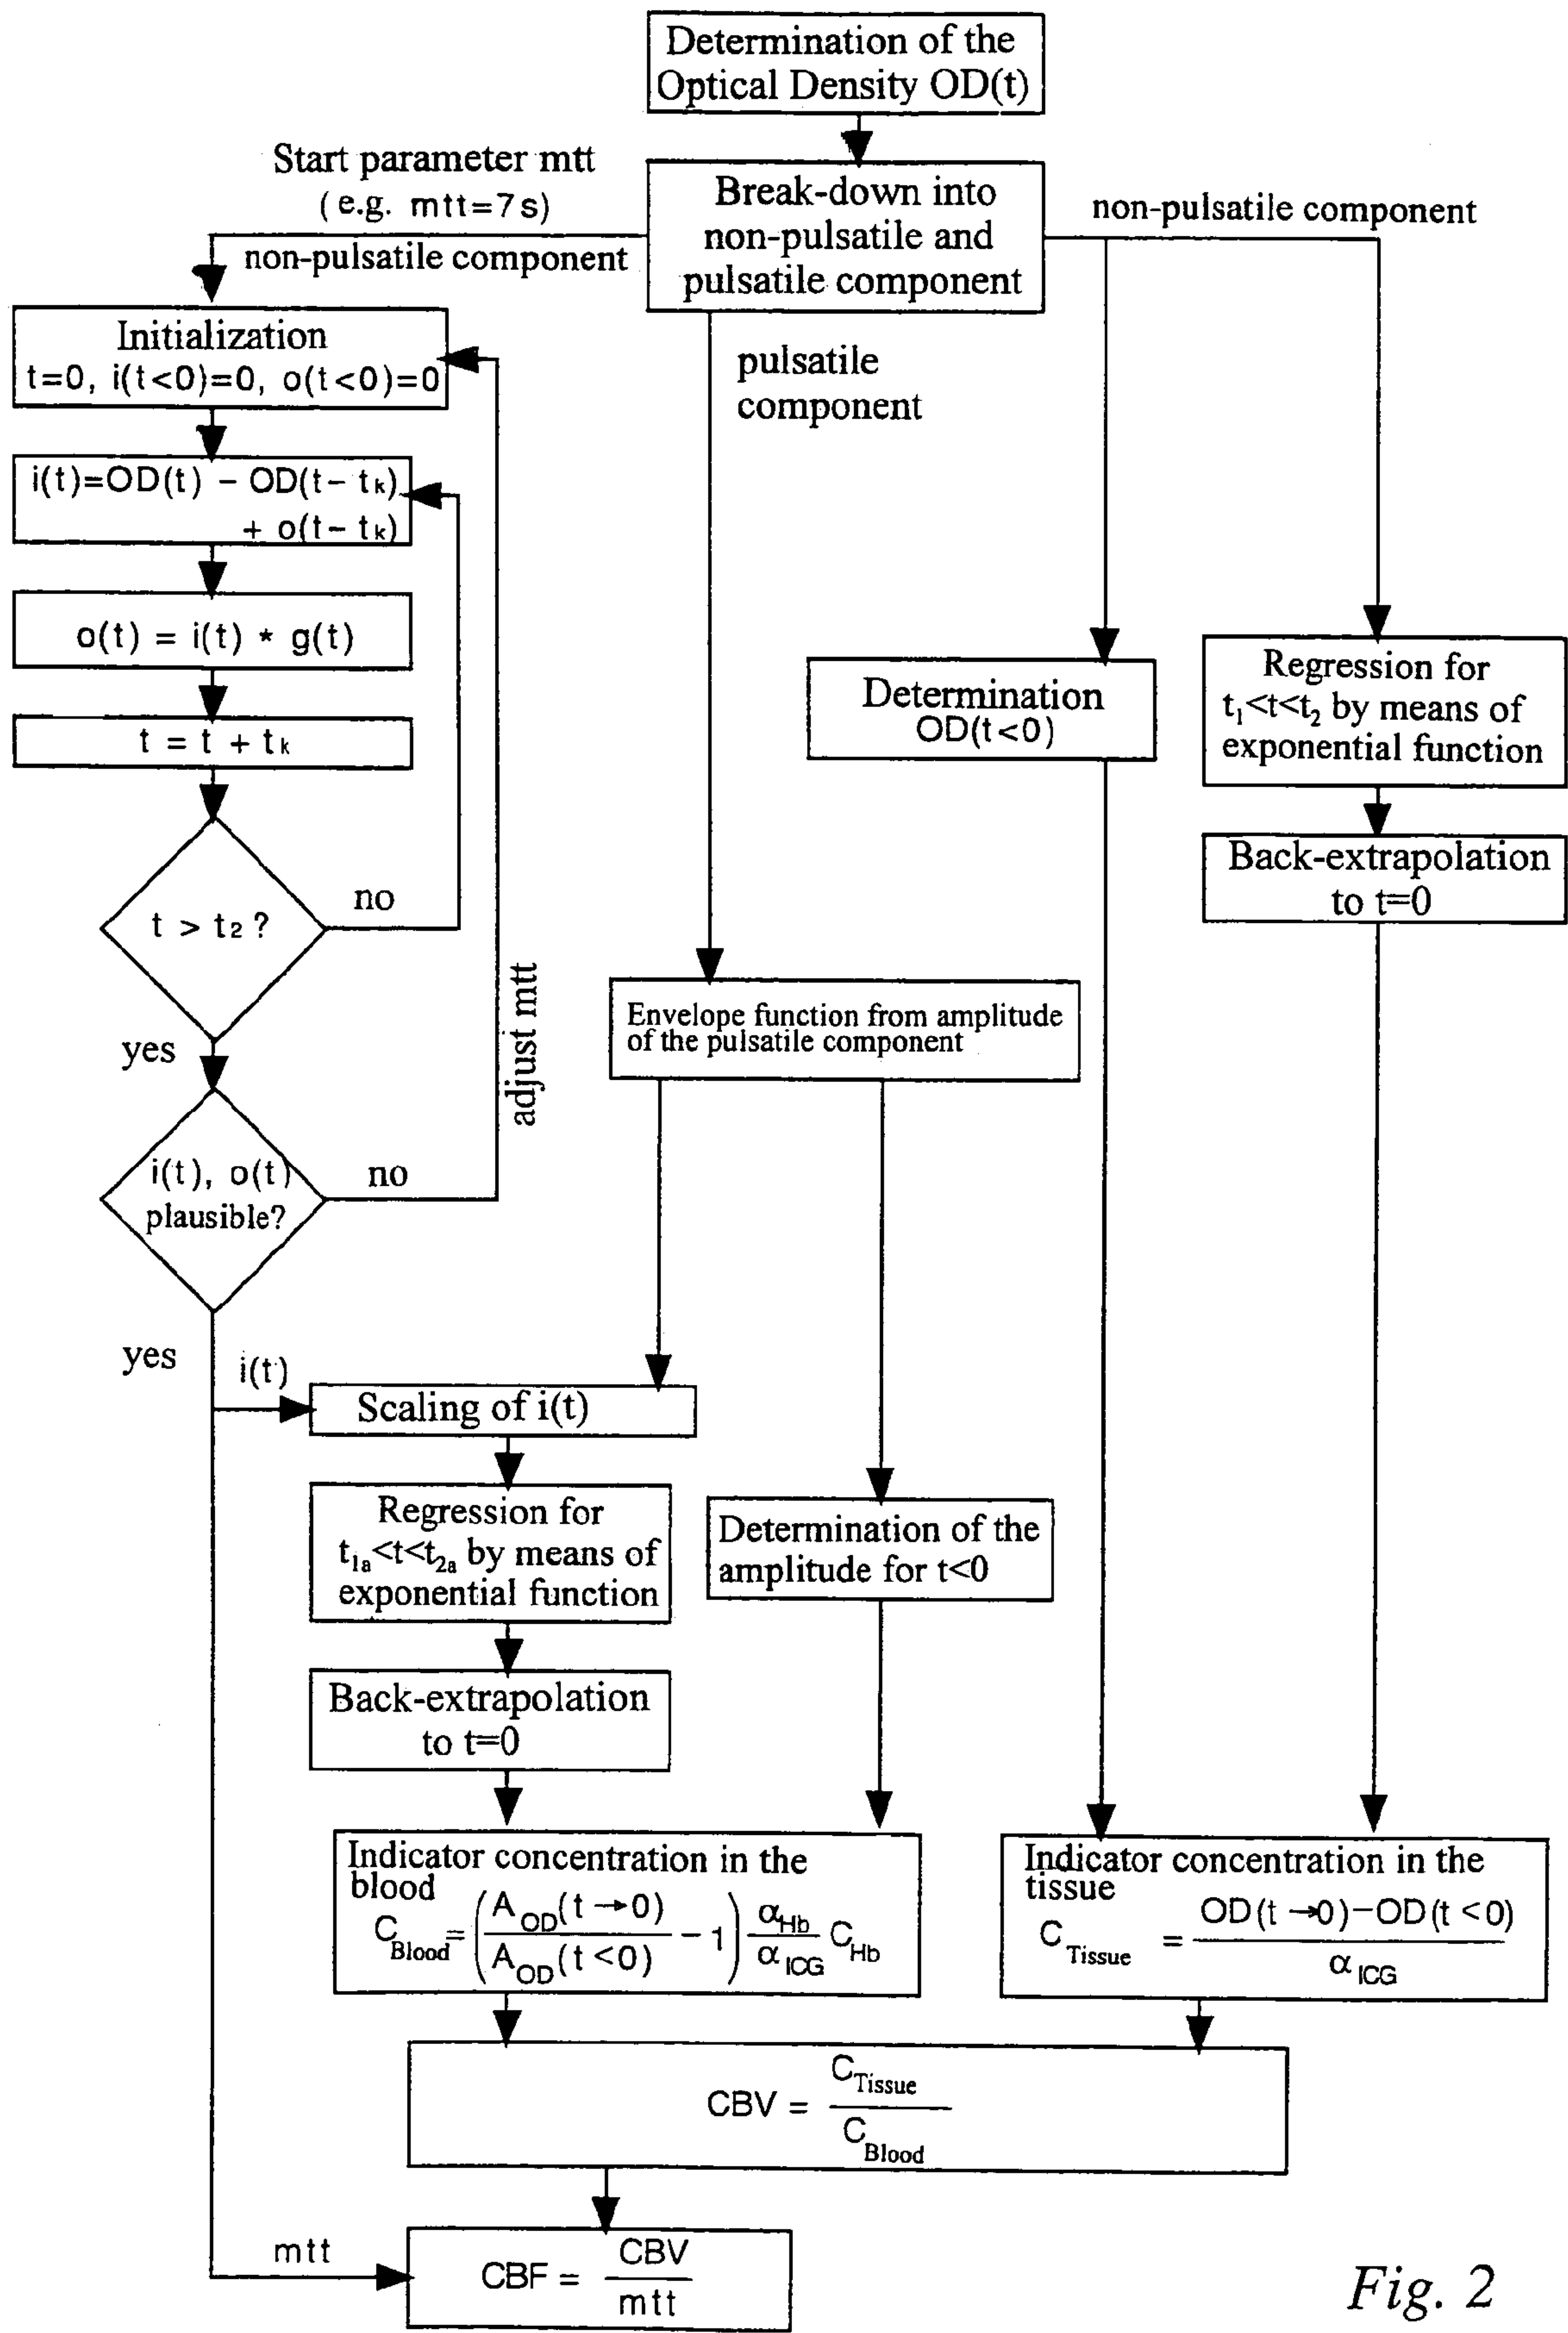 Determination of the
Optical Density OD(t)
Start parameter mtt
(e.g. mtt=7s)
non-pulsatile component
Break-down into
non-pulsatile and
pulsatile component
non-pulsatile component
Initialization
t=0, i(t<0)=0, o(t<0)=0
pulsatile
component
i(t)=OD(t) - OD(t-tk)
+ o(t-tk)
o(t) = i(t) * g(t)
t = t + tk
Determination
OD(t<0)
Regression for
t1<t<t2 by means of
exponential function
Back-extrapolation
to t=0
t > t2 ?
no
yes
adjust mtt
Envelope function from amplitude
of the pulsatile component
i(t), o(t)
plausible?
no
yes
i(t)
Scaling of i(t)
Regression for
t1a<t<t2a by means of
exponential function
Determination of the
amplitude for t<0
Back-extrapolation
to t=0
Indicator concentration in the
blood
CBlood=(AOD(t→0)/AOD(t<0) - 1) αHb/αICG CHb
Indicator concentration in the
tissue
CTissue = OD(t→0)-OD(t<0)/αICG
CBV = CTissue/CBlood
mtt
CBF = CBV/mtt
Fig. 2